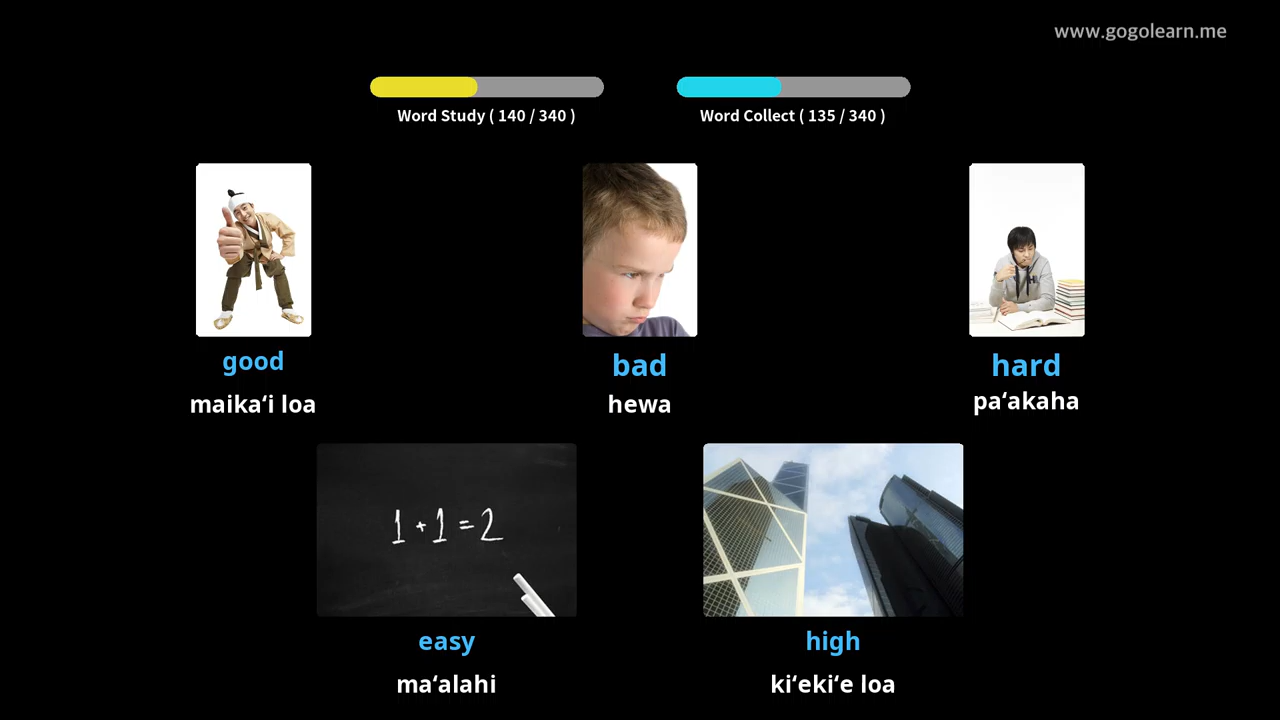 www.gogolearn.me
Word Study ( 140 / 340 )
Word Collect ( 135 / 340 )
good
bad
hard
maikaʻi loa
hewa
paʻakaha
1 + 1 = 2
easy
high
maʻalahi
kiʻekiʻe loa